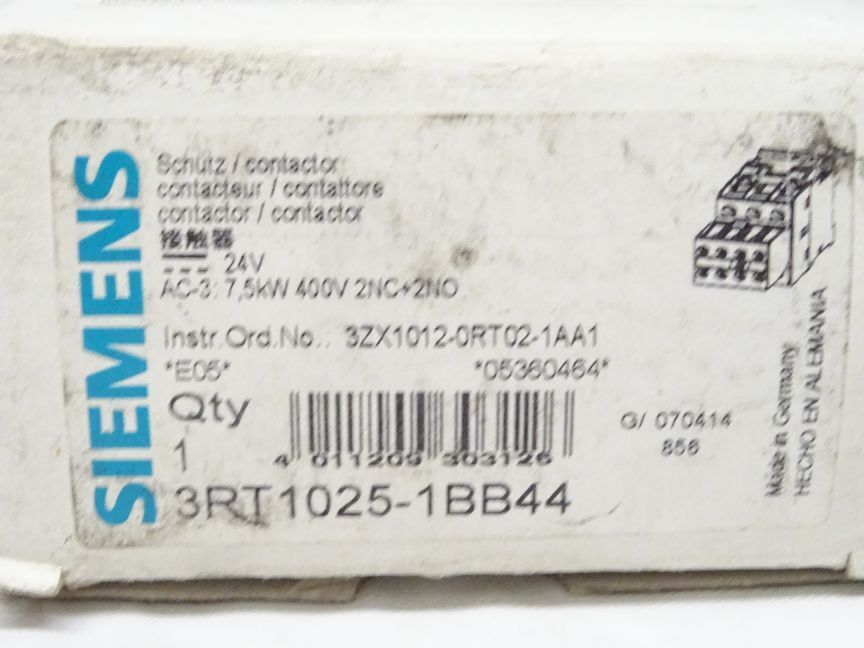 SIEMENS
Schütz / contactor
contacteur / contattore
contactor / contactor
接触器
24V
AC-3: 7,5kW 400V 2NC+2NO
Instr.Ord.No.: 3ZX1012-0RT02-1AA1
*E05* *05360464*
Qty
1
4 011209 303126
G/ 070414
856
3RT1025-1BB44
Made in Germany
HECHO EN ALEMANIA